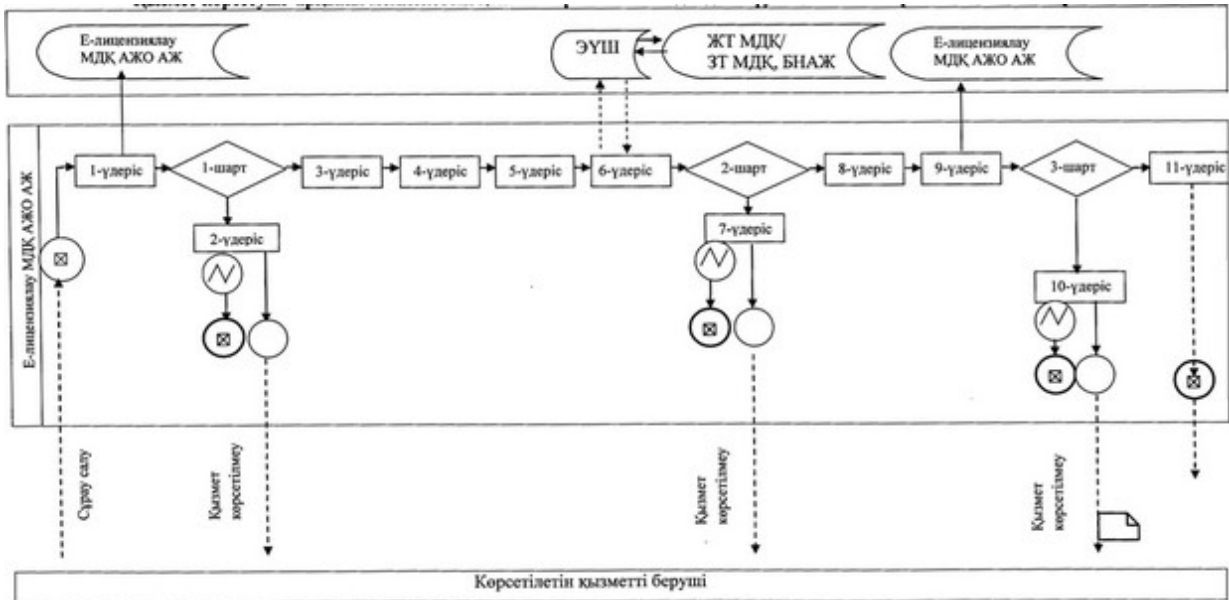 Е-лицензиялау
МДҚ АЖО АЖ
ЭҮШ
ЖТ МДҚ/
ЗТ МДҚ, БНАЖ
Е-лицензиялау
МДҚ АЖО АЖ
Е-лицензиялау МДҚ АЖО АЖ
1-үдеріс
1-шарт
3-үдеріс
4-үдеріс
5-үдеріс
6-үдеріс
2-шарт
8-үдеріс
9-үдеріс
3-шарт
11-үдеріс
2-үдеріс
7-үдеріс
10-үдеріс
Сұрау салу
Қызмет
көрсетілмеу
Қызмет
көрсетілмеу
Қызмет
көрсетілмеу
Көрсетілетін қызметті беруші